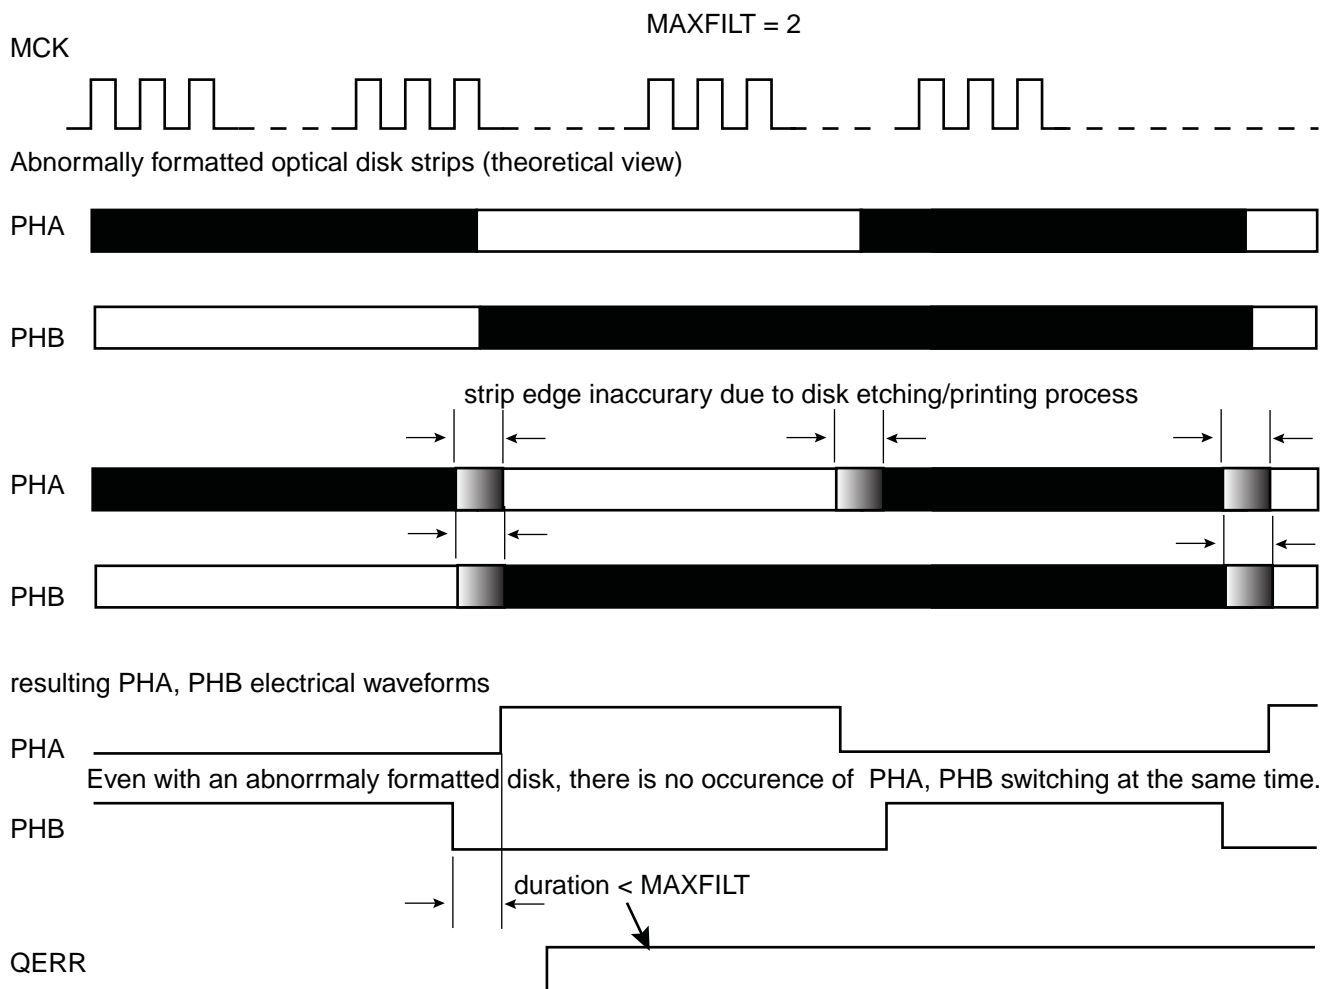 MAXFILT = 2
MCK
Abnormally formatted optical disk strips (theoretical view)
PHA
PHB
strip edge inaccurary due to disk etching/printing process
PHA
PHB
resulting PHA, PHB electrical waveforms
PHA
Even with an abnorrmaly formatted disk, there is no occurence of PHA, PHB switching at the same time.
PHB
duration < MAXFILT
QERR